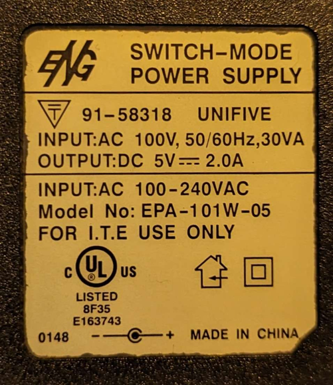 ENG
SWITCH-MODE
POWER SUPPLY
T 91-58318 UNIFIVE
INPUT:AC 100V, 50/60Hz,30VA
OUTPUT:DC 5V⎓2.0A
INPUT:AC 100-240VAC
Model No: EPA-101W-05
FOR I.T.E USE ONLY
C UL US
LISTED
8F35
E163743
0148 - + MADE IN CHINA